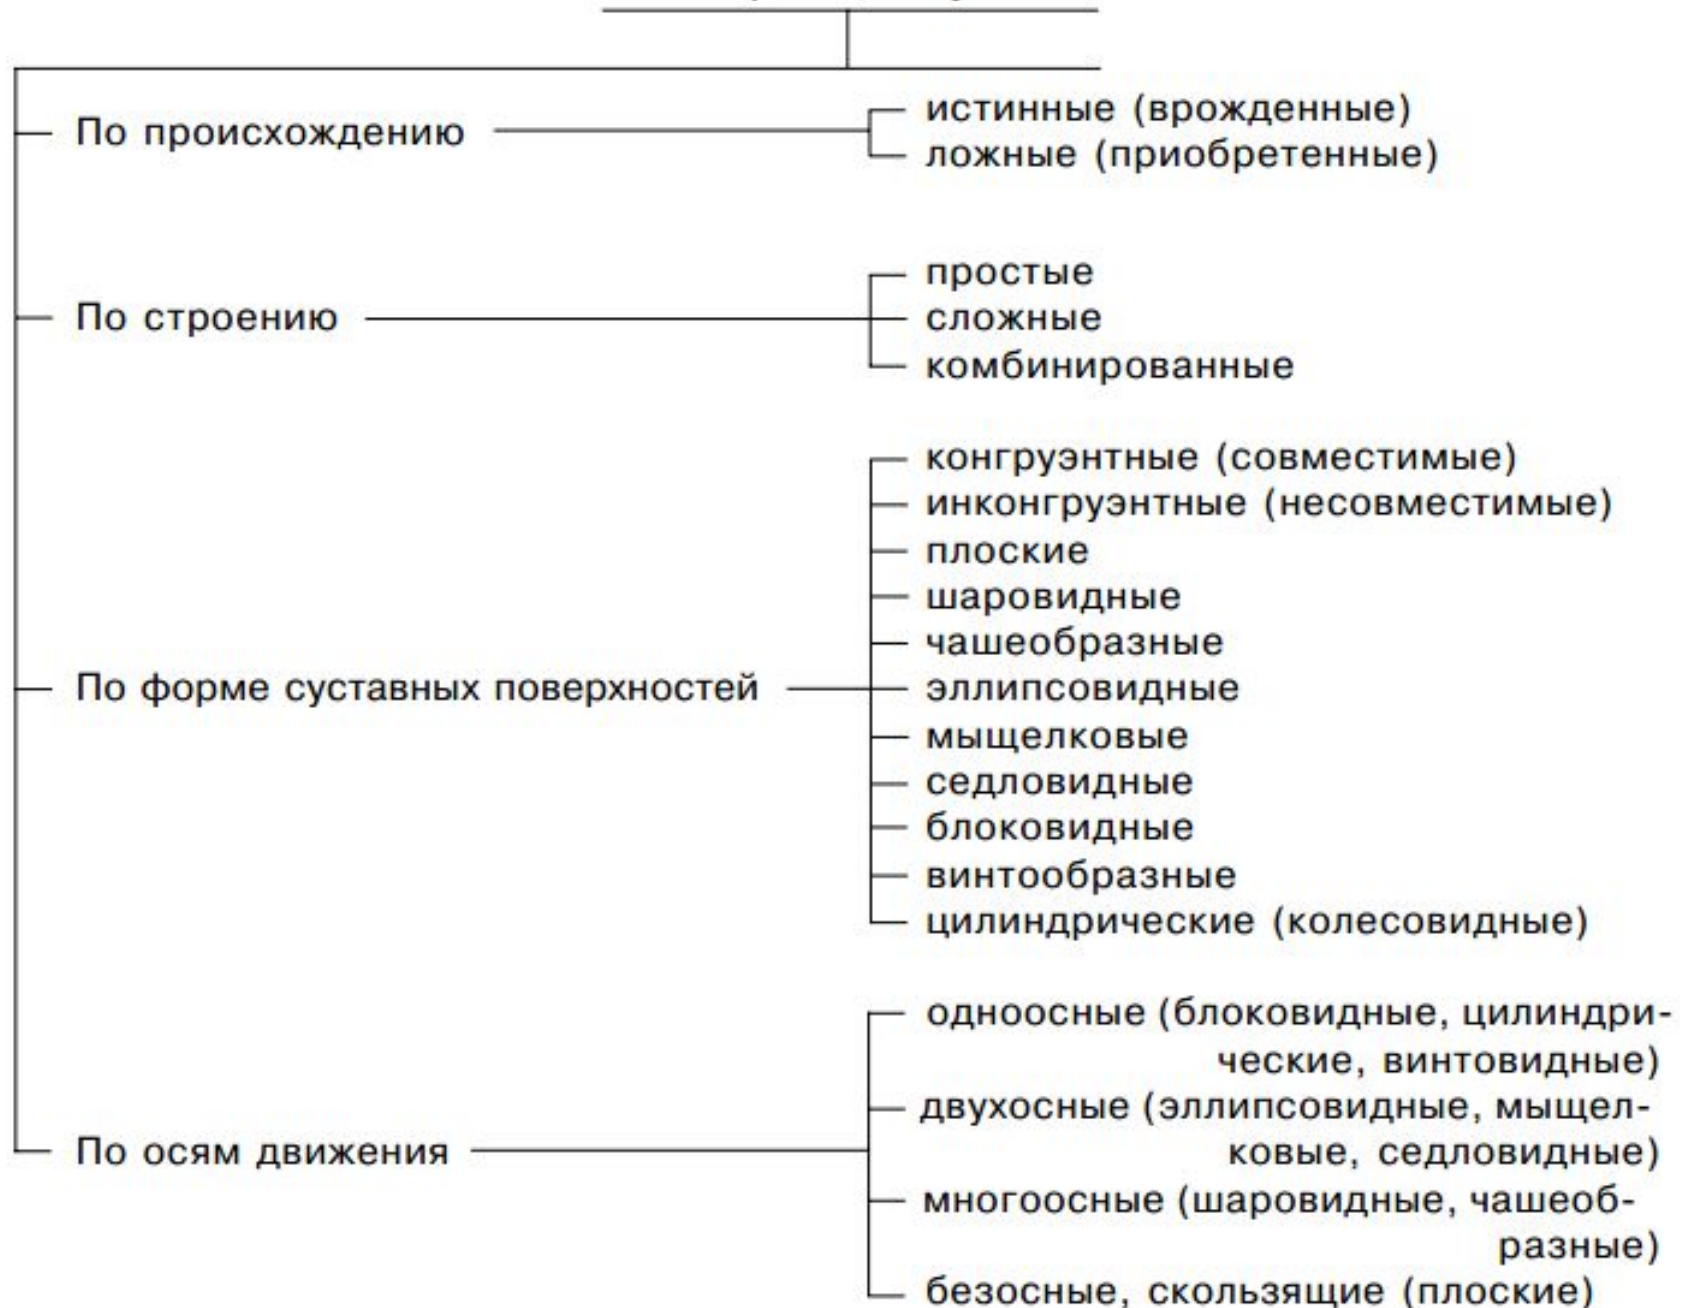 По происхождению
истинные (врожденные)
ложные (приобретенные)
По строению
простые
сложные
комбинированные
По форме суставных поверхностей
конгруэнтные (совместимые)
инконгруэнтные (несовместимые)
плоские
шаровидные
чашеобразные
эллипсовидные
мыщелковые
седловидные
блоковидные
винтообразные
цилиндрические (колесовидные)
По осям движения
одноосные (блоковидные, цилиндри-
ческие, винтовидные)
двухосные (эллипсовидные, мыщел-
ковые, седловидные)
многоосные (шаровидные, чашеоб-
разные)
безосные, скользящие (плоские)